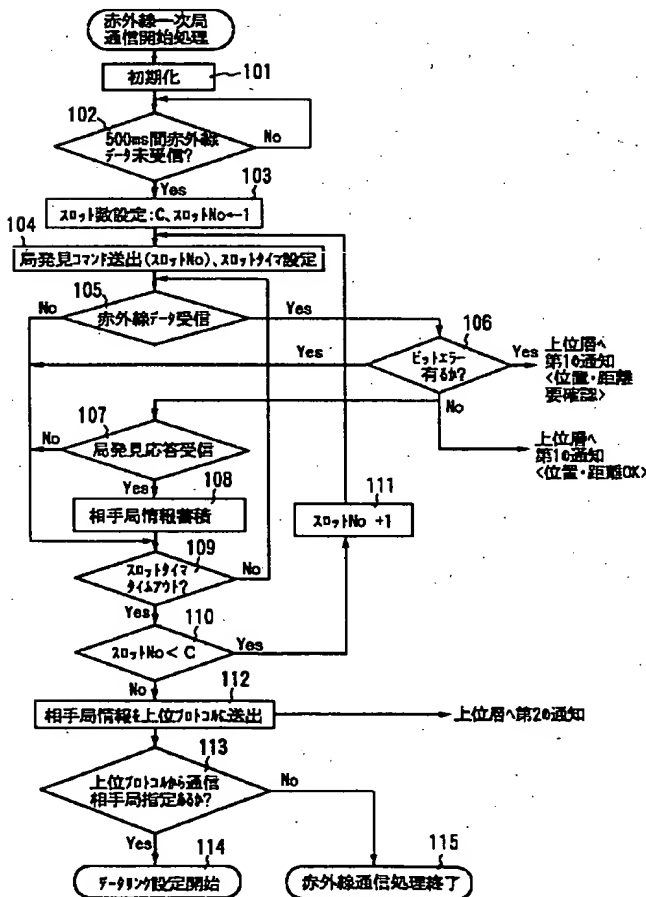 赤外線一次局
通信開始処理
初期化
101
102
500ms間赤外線
データ未受信?
No
Yes
103
スロット数設定:C、スロットNo←1
104
局発見コマンド送出(スロットNo)、スロットタイマ設定
105
No
赤外線データ受信
Yes
106
Yes
ビットエラー
有るか?
Yes
上位層へ
第1の通知
<位置・距離
要確認>
No
上位層へ
第1の通知
<位置・距離OK>
107
No
局発見応答受信
Yes
108
相手局情報蓄積
111
スロットNo +1
109
スロットタイマ
タイムアウト?
No
Yes
110
スロットNo< C
Yes
No
112
相手局情報を上位プロトコルに送出
上位層へ第2の通知
113
上位プロトコルから通信
相手局指定あるか?
No
Yes
114
データリンク設定開始
115
赤外線通信処理終了